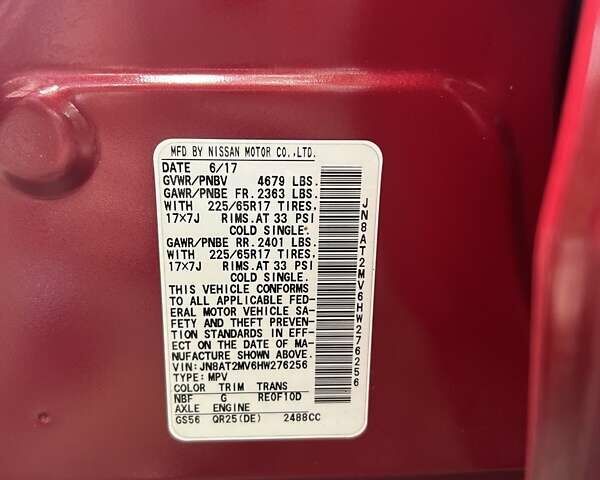 MFD BY NISSAN MOTOR CO.,LTD.
DATE 6/17
GVWR/PNBV 4679 LBS.
GAWR/PNBE FR. 2363 LBS.
WITH 225/65R17 TIRES.
17×7J RIMS.AT 33 PSI
COLD SINGLE.
GAWR/PNBE RR. 2401 LBS.
WITH 225/65R17 TIRES.
17×7J RIMS.AT 33 PSI
COLD SINGLE.
THIS VEHICLE CONFORMS
TO ALL APPLICABLE FED-
ERAL MOTOR VEHICLE SA-
FETY AND THEFT PREVEN-
TION STANDARDS IN EFF-
ECT ON THE DATE OF MA-
NUFACTURE SHOWN ABOVE.
VIN:JN8AT2MV6HW276256
TYPE:MPV
COLOR TRIM TRANS
NBF G RE0F10D
AXLE ENGINE
GS56 QR25(DE) 2488CC
JN8AT2MV6HW276256